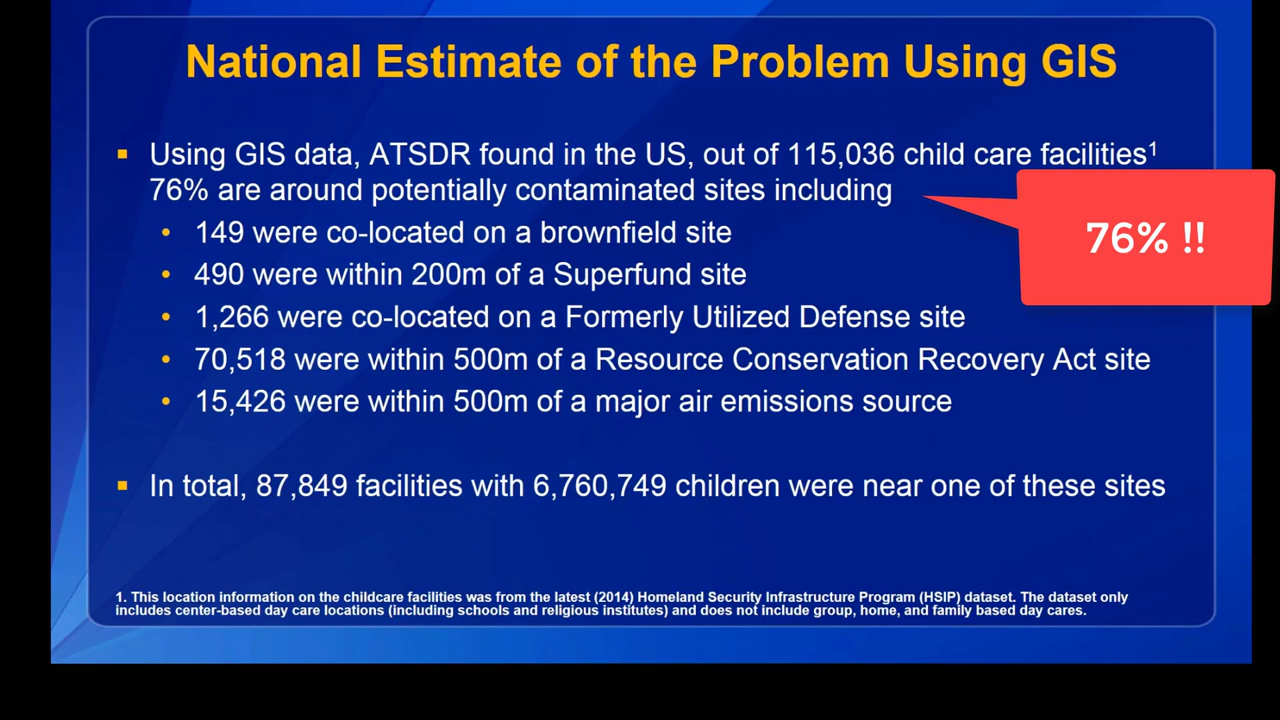 National Estimate of the Problem Using GIS
▪ Using GIS data, ATSDR found in the US, out of 115,036 child care facilities¹
76% are around potentially contaminated sites including
76% !!
• 149 were co-located on a brownfield site
• 490 were within 200m of a Superfund site
• 1,266 were co-located on a Formerly Utilized Defense site
• 70,518 were within 500m of a Resource Conservation Recovery Act site
• 15,426 were within 500m of a major air emissions source
▪ In total, 87,849 facilities with 6,760,749 children were near one of these sites
1. This location information on the childcare facilities was from the latest (2014) Homeland Security Infrastructure Program (HSIP) dataset. The dataset only
includes center-based day care locations (including schools and religious institutes) and does not include group, home, and family based day cares.